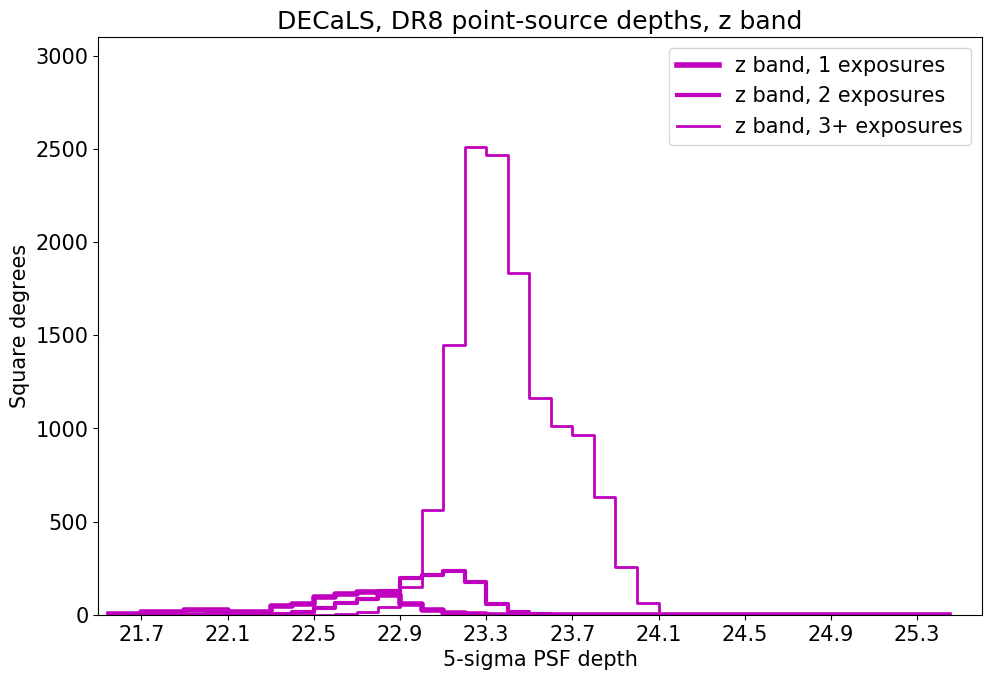 DECaLS, DR8 point-source depths, z band
3000
2500
2000
1500
1000
500
0
Square degrees
z band, 1 exposures
z band, 2 exposures
z band, 3+ exposures
21.7 22.1 22.5 22.9 23.3 23.7 24.1 24.5 24.9 25.3
5-sigma PSF depth